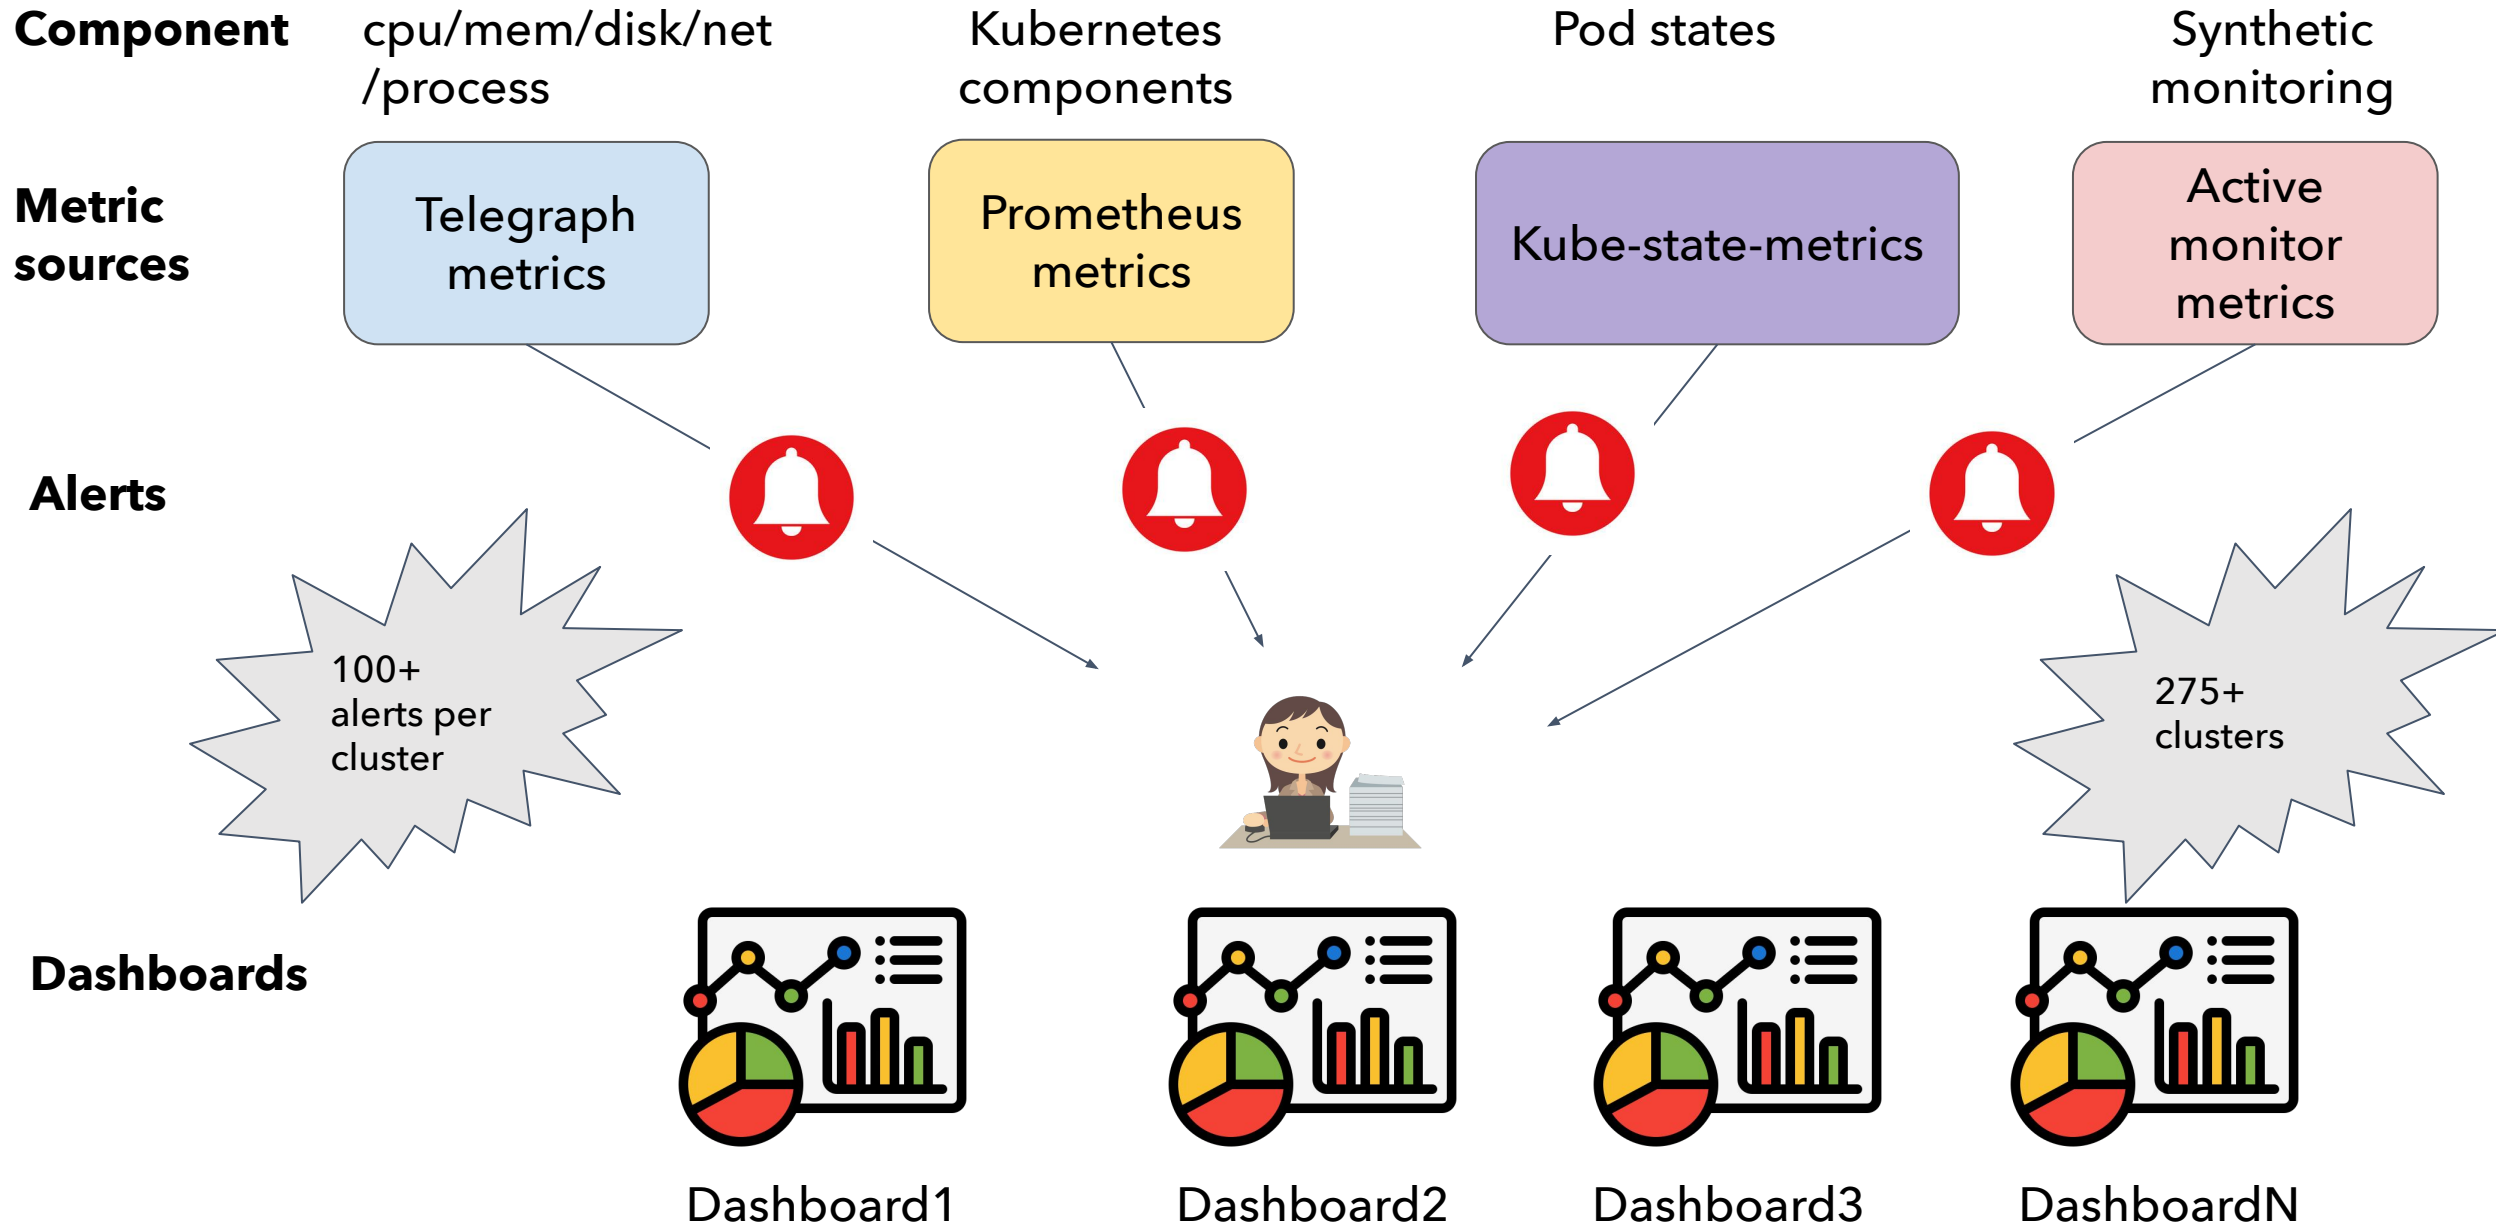 Component
cpu/mem/disk/net
/process
Kubernetes
components
Pod states
Synthetic
monitoring
Metric
sources
Telegraph
metrics
Prometheus
metrics
Kube-state-metrics
Active
monitor
metrics
Alerts
100+
alerts per
cluster
275+
clusters
Dashboards
Dashboard1
Dashboard2
Dashboard3
DashboardN